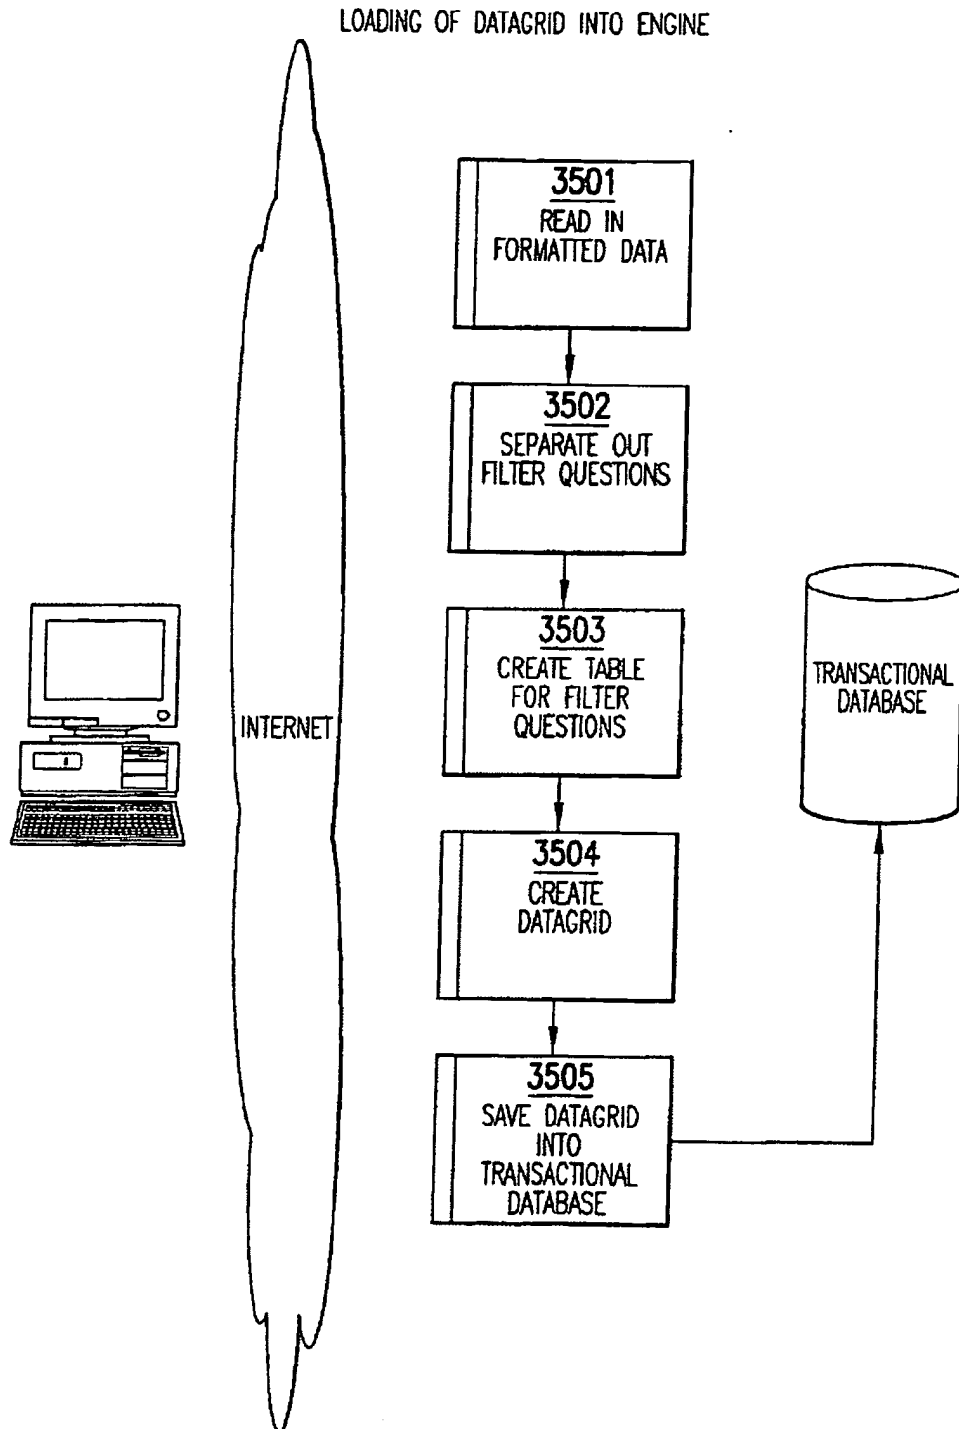 LOADING OF DATAGRID INTO ENGINE
3501
READ IN
FORMATTED DATA
3502
SEPARATE OUT
FILTER QUESTIONS
3503
CREATE TABLE
FOR FILTER
QUESTIONS
TRANSACTIONAL
DATABASE
INTERNET
3504
CREATE
DATAGRID
3505
SAVE DATAGRID
INTO
TRANSACTIONAL
DATABASE